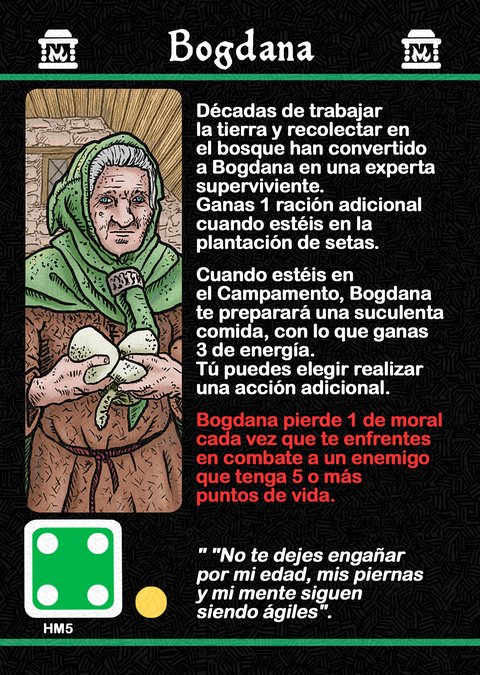 M Bogdana M
Décadas de trabajar
la tierra y recolectar en
el bosque han convertido
a Bogdana en una experta
superviviente.
Ganas 1 ración adicional
cuando estéis en la
plantación de setas.
Cuando estéis en
el Campamento, Bogdana
te preparará una suculenta
comida, con lo que ganas
3 de energía.
Tú puedes elegir realizar
una acción adicional.
Bogdana pierde 1 de moral
cada vez que te enfrentes
en combate a un enemigo
que tenga 5 o más
puntos de vida.
" "No te dejes engañar
por mi edad, mis piernas
y mi mente siguen
siendo ágiles".
HM5